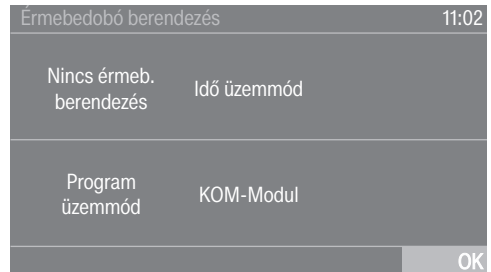 Érmebedobó berendezés 11:02
Nincs érmeb.
berendezés
Idő üzemmód
Program
üzemmód
KOM-Modul
OK